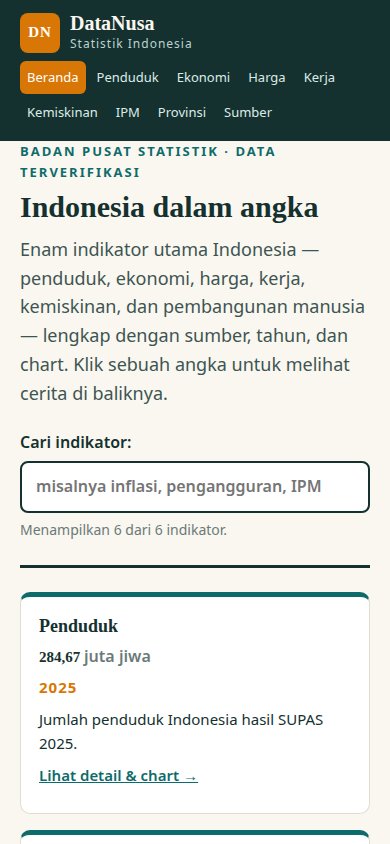 DN
DataNusa
Statistik Indonesia
Beranda Penduduk Ekonomi Harga Kerja
Kemiskinan IPM Provinsi Sumber
BADAN PUSAT STATISTIK · DATA
TERVERIFIKASI
Indonesia dalam angka
Enam indikator utama Indonesia —
penduduk, ekonomi, harga, kerja,
kemiskinan, dan pembangunan manusia
— lengkap dengan sumber, tahun, dan
chart. Klik sebuah angka untuk melihat
cerita di baliknya.
Cari indikator:
misalnya inflasi, pengangguran, IPM
Menampilkan 6 dari 6 indikator.
Penduduk
284,67 juta jiwa
2025
Jumlah penduduk Indonesia hasil SUPAS
2025.
Lihat detail & chart →